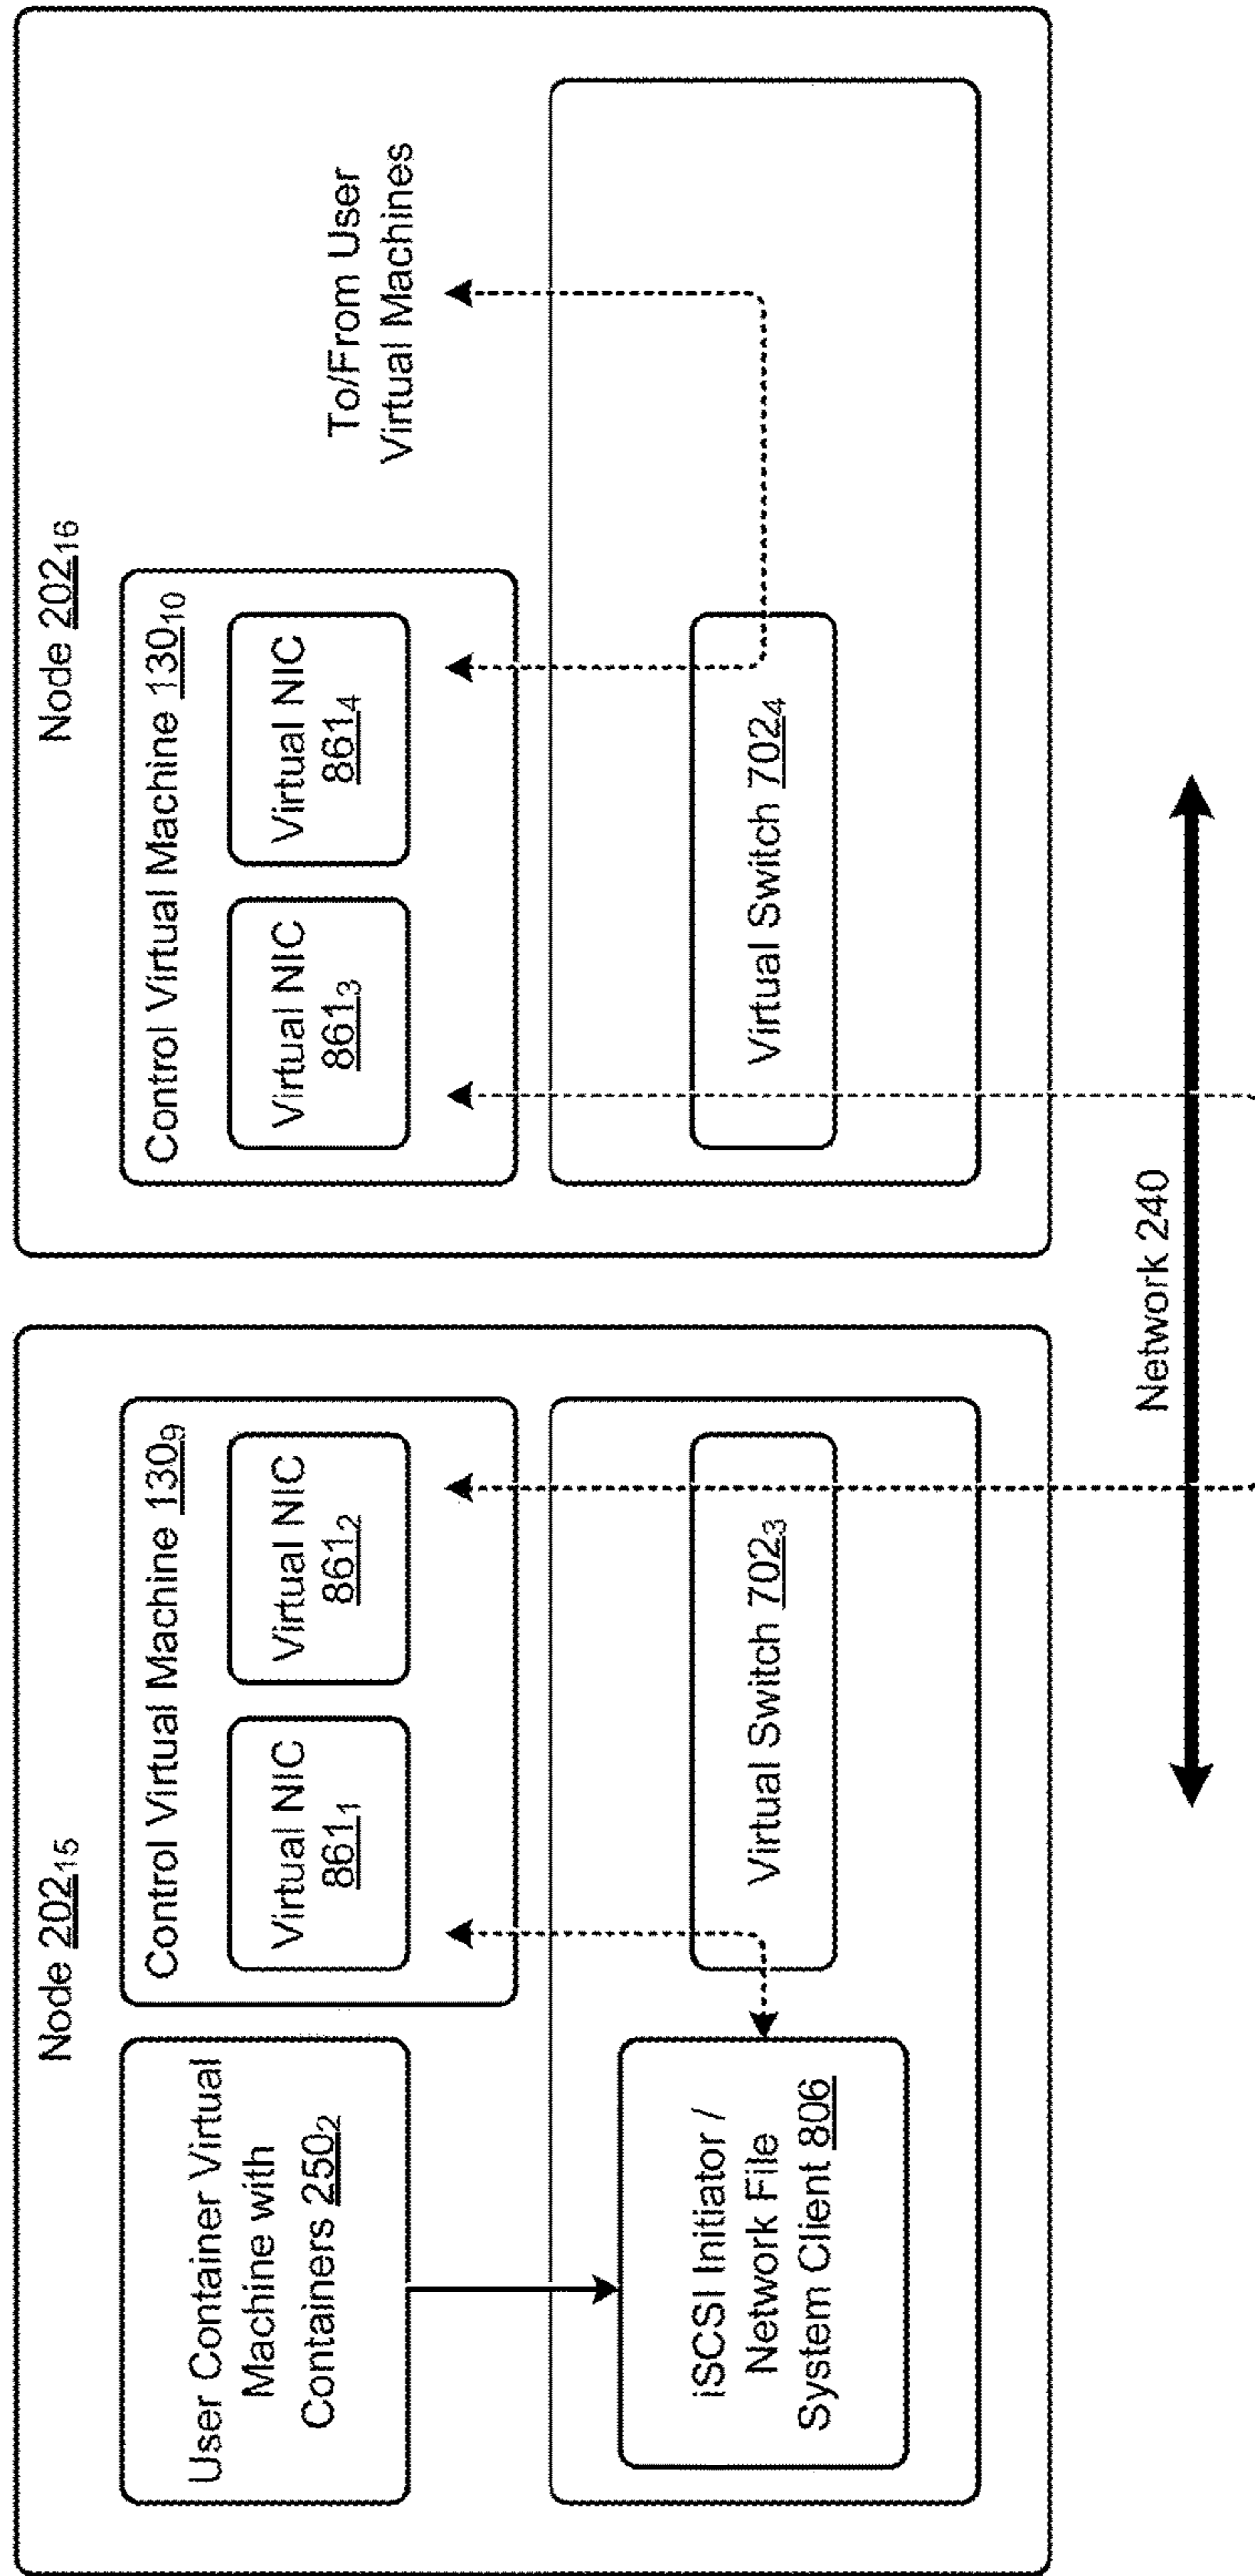 Node 202₁₅
User Container Virtual
Machine with
Containers 250₂
Control Virtual Machine 130₉
Virtual NIC
861₁
Virtual NIC
861₂
iSCSI Initiator /
Network File
System Client 806
Virtual Switch 702₃
Node 202₁₆
Control Virtual Machine 130₁₀
Virtual NIC
861₃
Virtual NIC
861₄
To/From User
Virtual Machines
Virtual Switch 702₄
Network 240